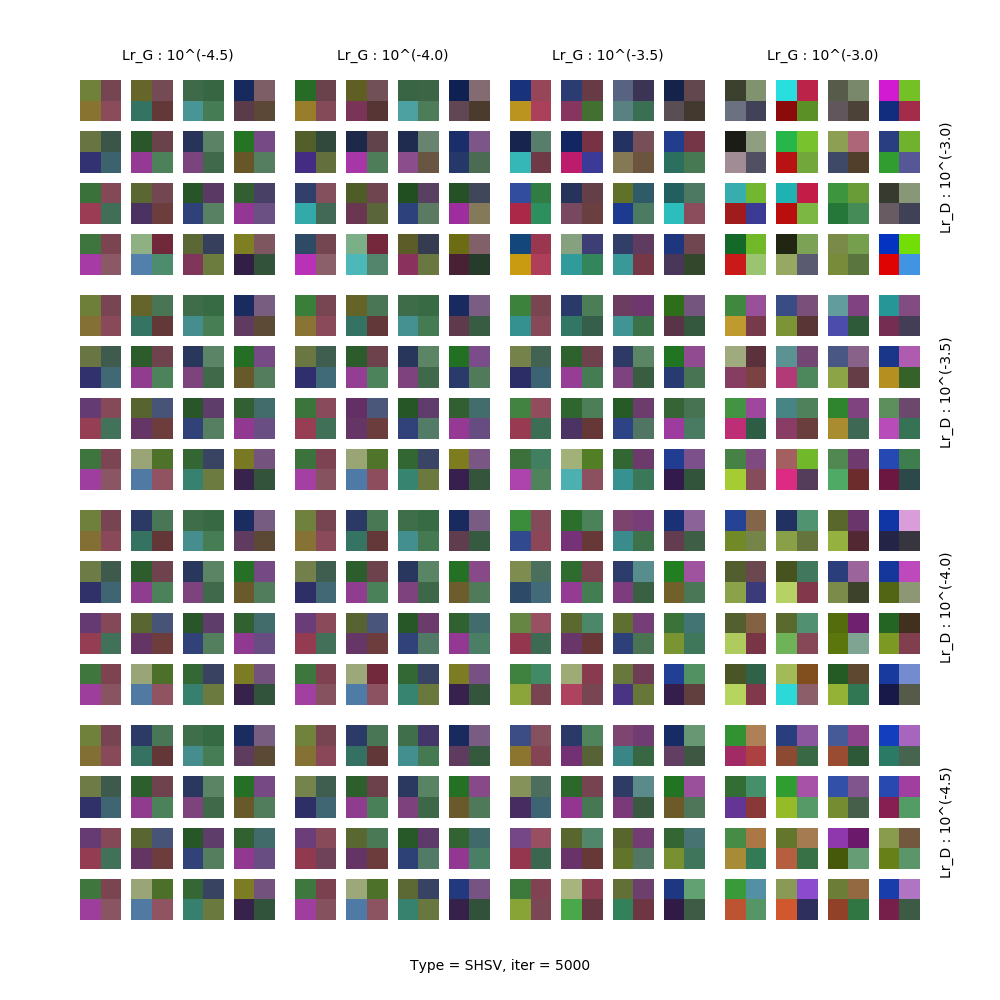 Lr_G : 10^(-4.5)
Lr_G : 10^(-4.0)
Lr_G : 10^(-3.5)
Lr_G : 10^(-3.0)
Lr_D : 10^(-3.0)
Lr_D : 10^(-3.5)
Lr_D : 10^(-4.0)
Lr_D : 10^(-4.5)
Type = SHSV, iter = 5000